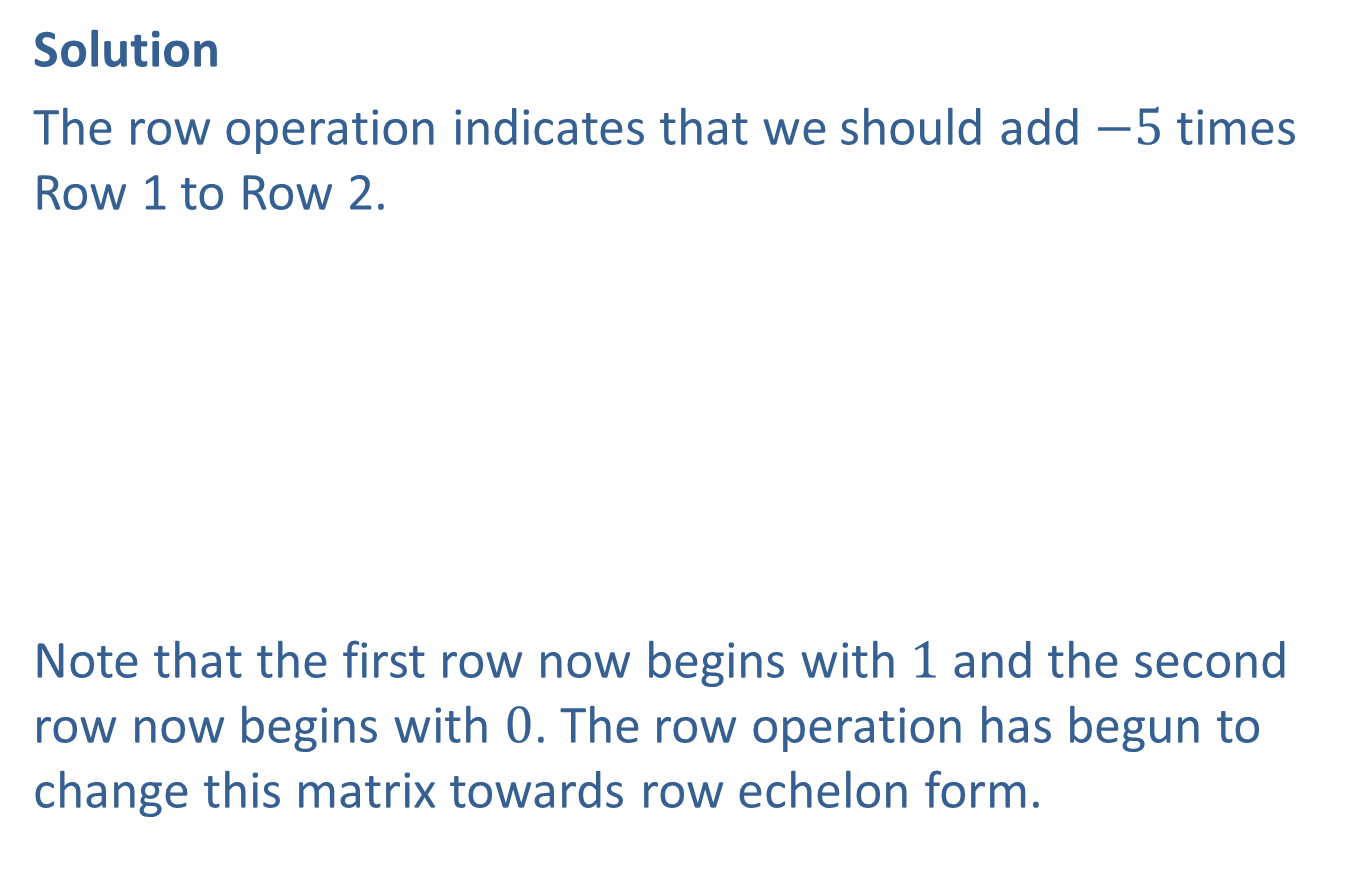 Solution
The row operation indicates that we should add −5 times
Row 1 to Row 2.
Note that the first row now begins with 1 and the second
row now begins with 0. The row operation has begun to
change this matrix towards row echelon form.